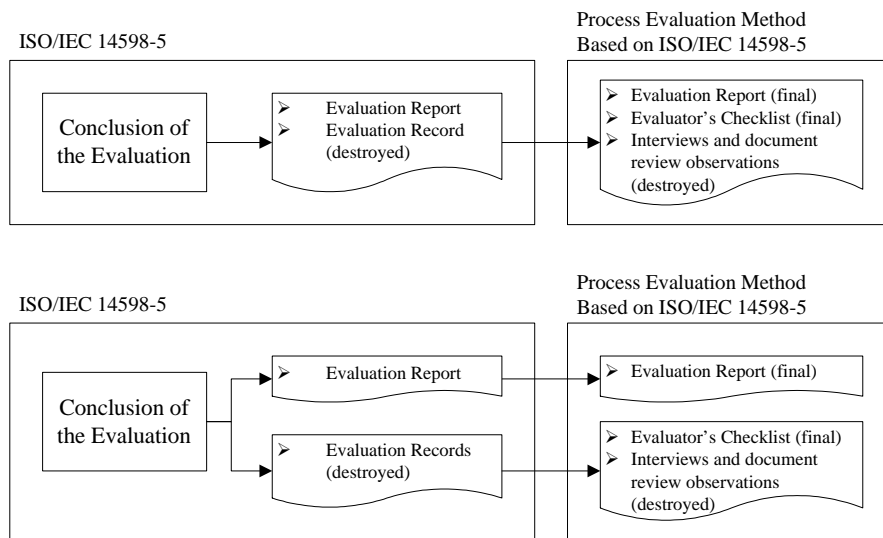 Process Evaluation Method
Based on ISO/IEC 14598-5
ISO/IEC 14598-5
Conclusion of
the Evaluation
➢ Evaluation Report
➢ Evaluation Record
(destroyed)
➢ Evaluation Report (final)
➢ Evaluator’s Checklist (final)
➢ Interviews and document
review observations
(destroyed)
Process Evaluation Method
Based on ISO/IEC 14598-5
ISO/IEC 14598-5
Conclusion of
the Evaluation
➢ Evaluation Report
➢ Evaluation Report (final)
➢ Evaluation Records
(destroyed)
➢ Evaluator’s Checklist (final)
➢ Interviews and document
review observations
(destroyed)